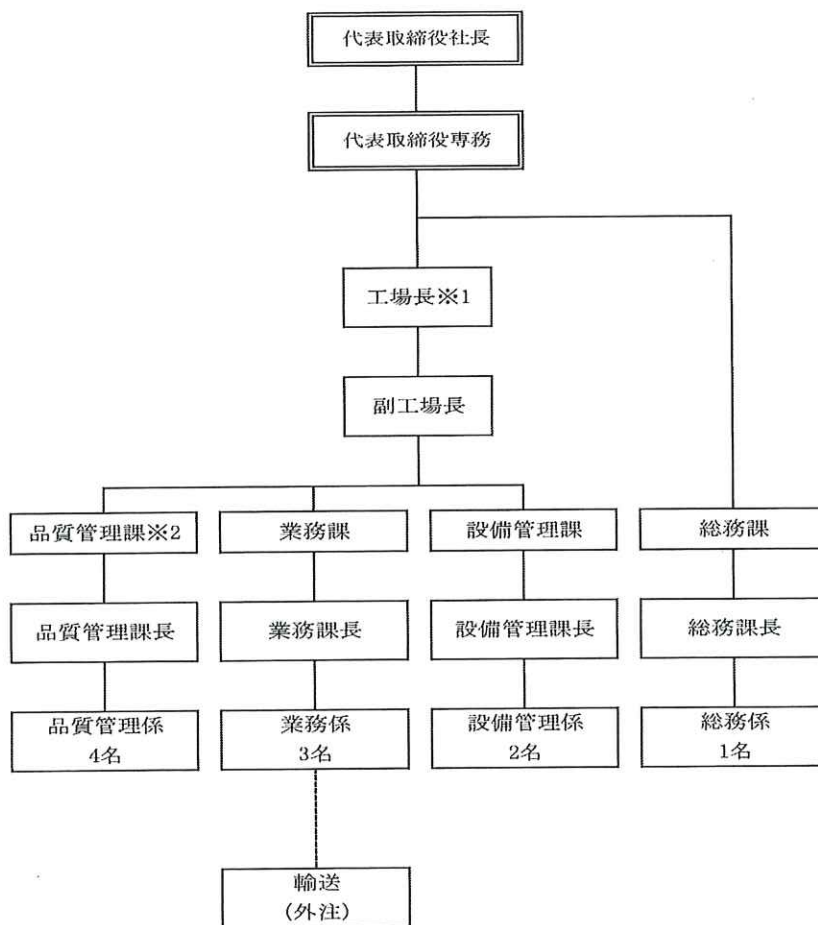 代表取締役社長
代表取締役専務
工場長※1
副工場長
品質管理課※2
業務課
設備管理課
総務課
品質管理課長
業務課長
設備管理課長
総務課長
品質管理係
4名
業務係
3名
設備管理係
2名
総務係
1名
輸送
(外注)